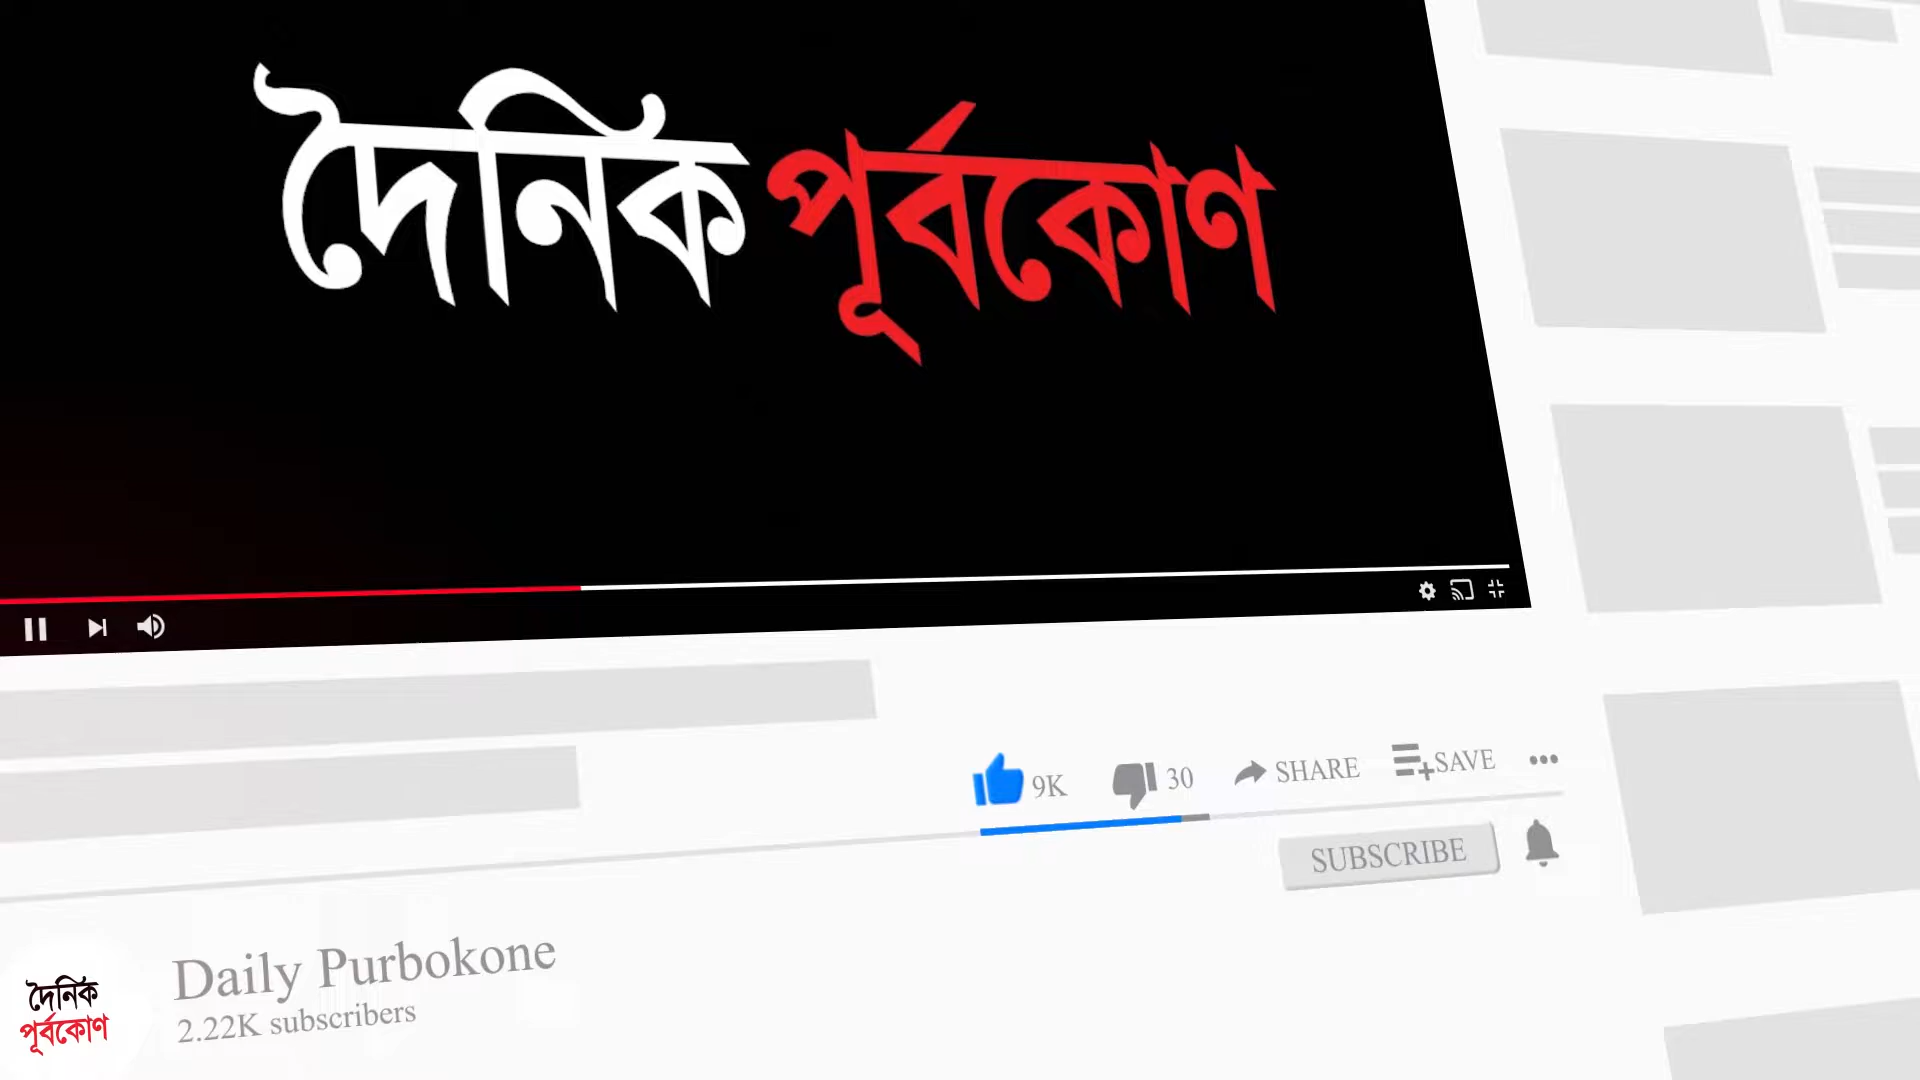 দৈনিক পূর্বকোণ
9K 30 SHARE SAVE
SUBSCRIBE
Daily Purbokone
2.22K subscribers
দৈনিক
পূর্বকোণ